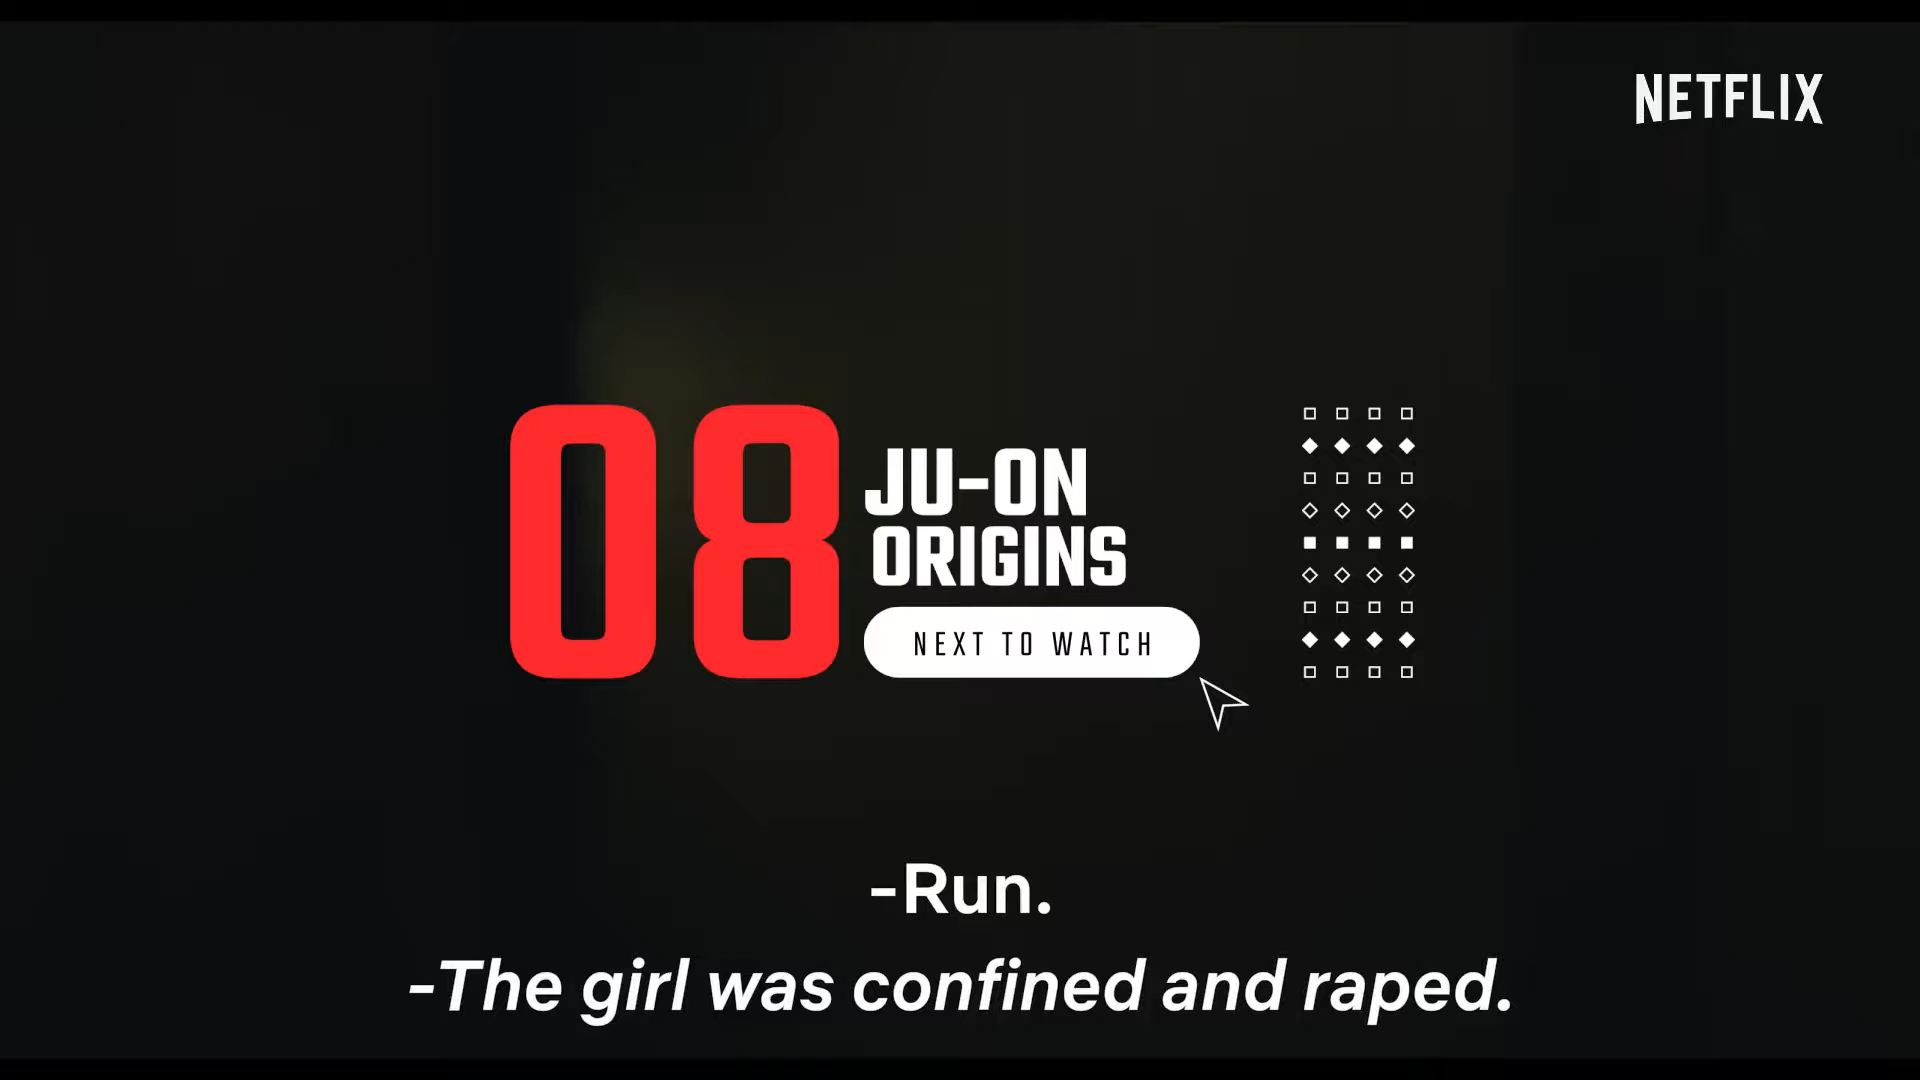 NETFLIX
08
JU-ON
ORIGINS
NEXT TO WATCH
-Run.
-The girl was confined and raped.